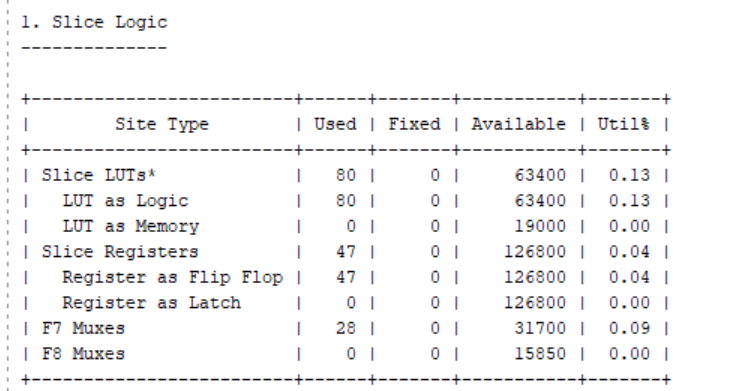 1. Slice Logic
--------------
+--------------------------+------+-------+-----------+-------+
|         Site Type        | Used | Fixed | Available | Util% |
+--------------------------+------+-------+-----------+-------+
| Slice LUTs*              |   80 |     0 |     63400 |  0.13 |
|   LUT as Logic           |   80 |     0 |     63400 |  0.13 |
|   LUT as Memory          |    0 |     0 |     19000 |  0.00 |
| Slice Registers          |   47 |     0 |    126800 |  0.04 |
|   Register as Flip Flop  |   47 |     0 |    126800 |  0.04 |
|   Register as Latch      |    0 |     0 |    126800 |  0.00 |
| F7 Muxes                 |   28 |     0 |     31700 |  0.09 |
| F8 Muxes                 |    0 |     0 |     15850 |  0.00 |
+--------------------------+------+-------+-----------+-------+